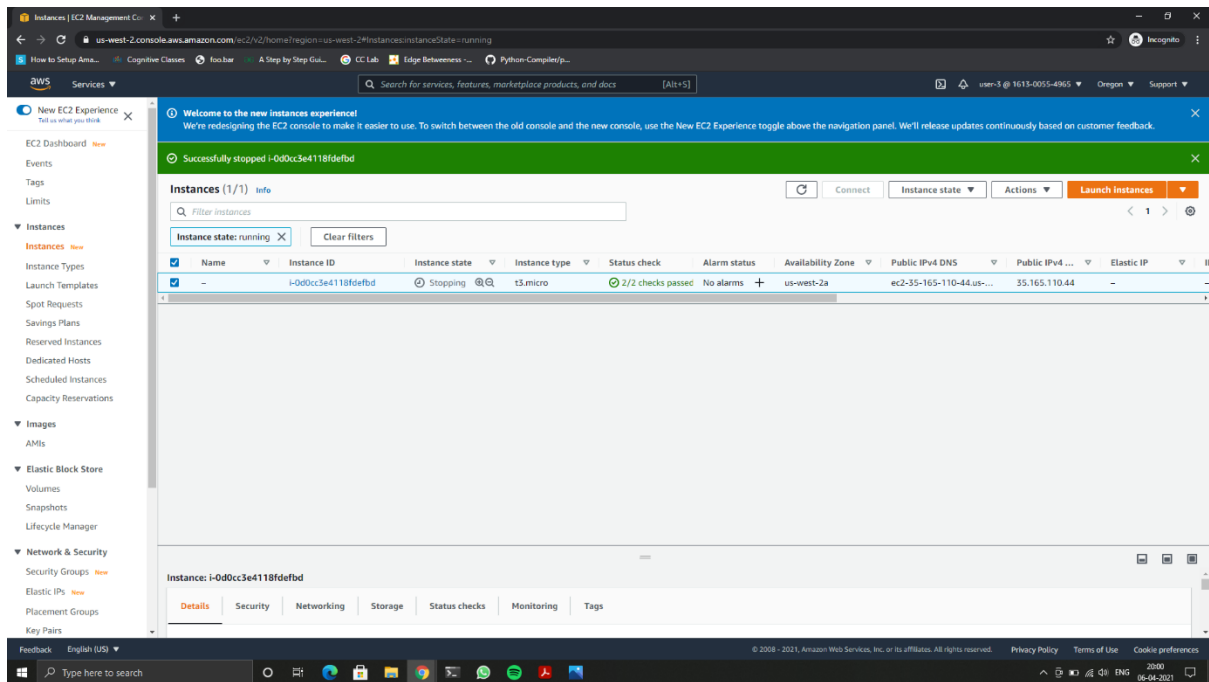 Instances | EC2 Management Con
us-west-2.console.aws.amazon.com/ec2/v2/home?region=us-west-2#Instances:instanceState=running
Incognito
How to Setup Ama... Cognitive Classes foo.bar A Step by Step Gui... CC Lab Edge Betweeness -... Python-Compiler/p...
aws Services Search for services, features, marketplace products, and docs [Alt+S] user-3 @ 1613-0055-4965 Oregon Support
New EC2 Experience
Tell us what you think
Welcome to the new instances experience!
We're redesigning the EC2 console to make it easier to use. To switch between the old console and the new console, use the New EC2 Experience toggle above the navigation panel. We'll release updates continuously based on customer feedback.
EC2 Dashboard New
Events
Tags
Limits
Instances
Instances New
Instance Types
Launch Templates
Spot Requests
Savings Plans
Reserved Instances
Dedicated Hosts
Scheduled Instances
Capacity Reservations
Images
AMIs
Elastic Block Store
Volumes
Snapshots
Lifecycle Manager
Network & Security
Security Groups New
Elastic IPs New
Placement Groups
Key Pairs
Successfully stopped i-0d0cc3e4118fdefbd
Instances (1/1) Info Connect Instance state Actions Launch instances
Filter instances 1
Instance state: running Clear filters
Name Instance ID Instance state Instance type Status check Alarm status Availability Zone Public IPv4 DNS Public IPv4 ... Elastic IP
– i-0d0cc3e4118fdefbd Stopping t3.micro 2/2 checks passed No alarms + us-west-2a ec2-35-165-110-44.us-... 35.165.110.44 –
Instance: i-0d0cc3e4118fdefbd
Details Security Networking Storage Status checks Monitoring Tags
Feedback English (US) © 2008 - 2021, Amazon Web Services, Inc. or its affiliates. All rights reserved. Privacy Policy Terms of Use Cookie preferences
Type here to search ENG 20:00
06-04-2021